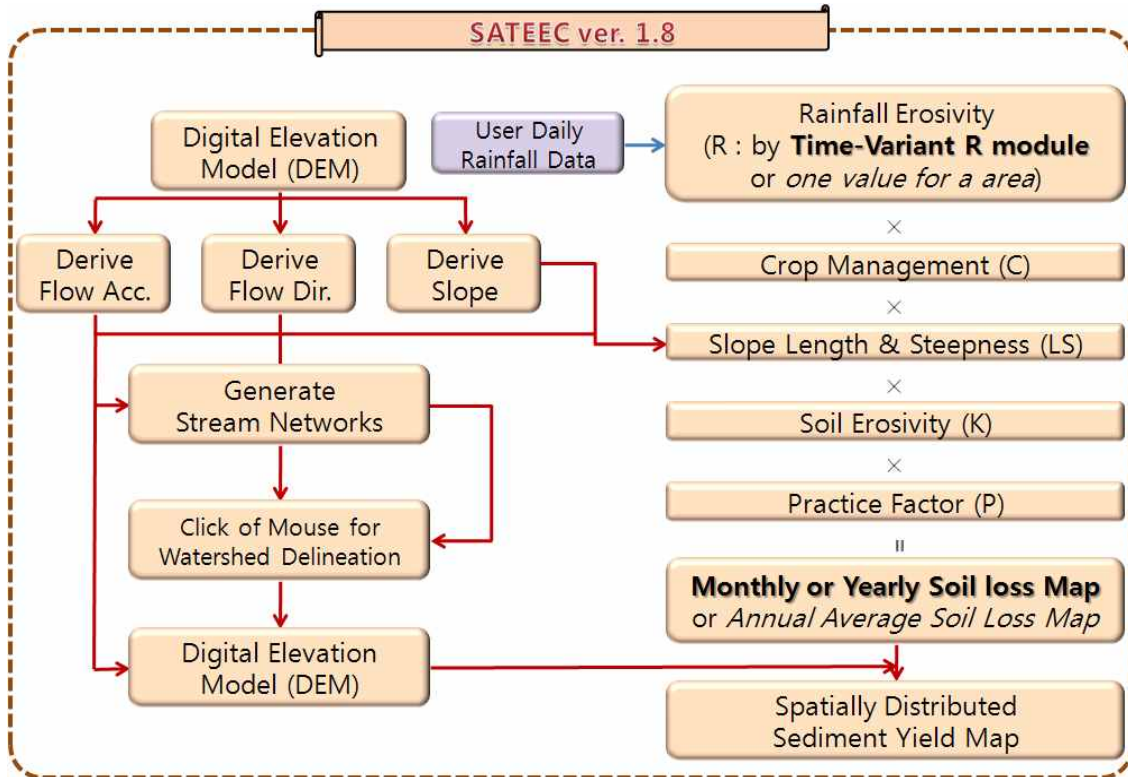 SATEEC ver. 1.8
Digital Elevation
Model (DEM)
User Daily
Rainfall Data
Rainfall Erosivity
(R : by Time-Variant R module
or one value for a area)
×
Derive
Flow Acc.
Derive
Flow Dir.
Derive
Slope
Crop Management (C)
×
Slope Length & Steepness (LS)
×
Generate
Stream Networks
Soil Erosivity (K)
×
Click of Mouse for
Watershed Delineation
Practice Factor (P)
=
Monthly or Yearly Soil loss Map
or Annual Average Soil Loss Map
Digital Elevation
Model (DEM)
Spatially Distributed
Sediment Yield Map